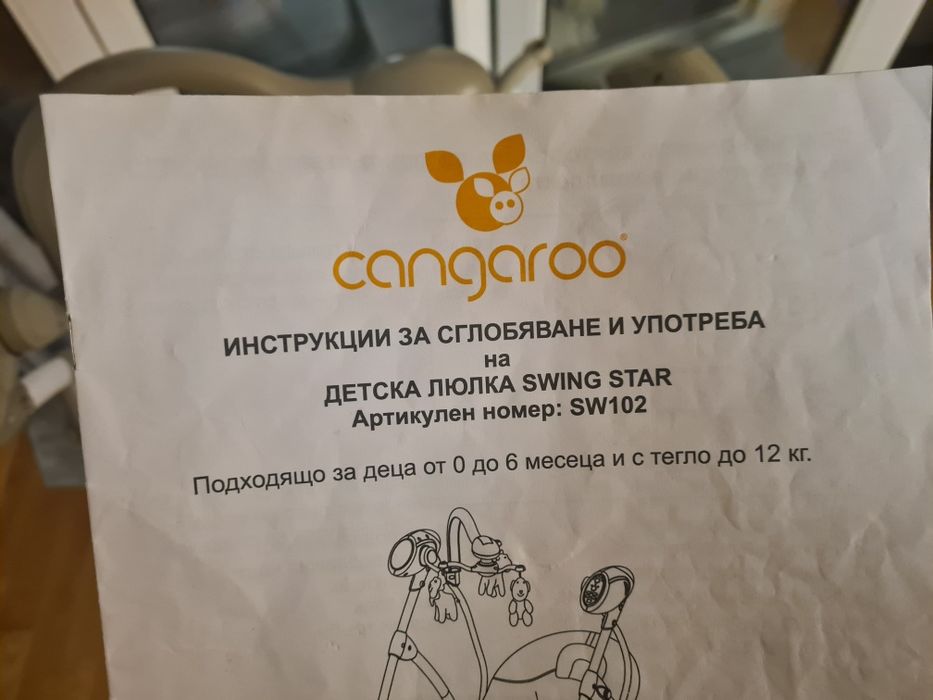 cangaroo®
ИНСТРУКЦИИ ЗА СГЛОБЯВАНЕ И УПОТРЕБА
на
ДЕТСКА ЛЮЛКА SWING STAR
Артикулен номер: SW102
Подходящо за деца от 0 до 6 месеца и с тегло до 12 кг.